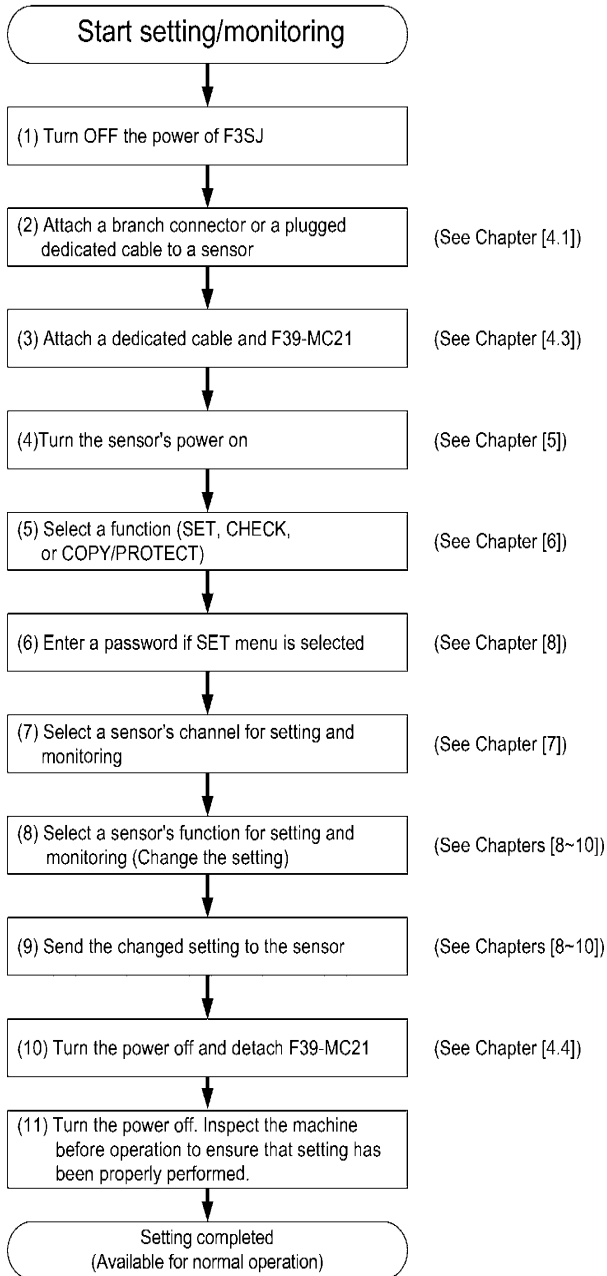 Start setting/monitoring
(1) Turn OFF the power of F3SJ
(2) Attach a branch connector or a plugged
dedicated cable to a sensor
(See Chapter [4.1])
(3) Attach a dedicated cable and F39-MC21
(See Chapter [4.3])
(4)Turn the sensor's power on
(See Chapter [5])
(5) Select a function (SET, CHECK,
or COPY/PROTECT)
(See Chapter [6])
(6) Enter a password if SET menu is selected
(See Chapter [8])
(7) Select a sensor's channel for setting and
monitoring
(See Chapter [7])
(8) Select a sensor's function for setting and
monitoring (Change the setting)
(See Chapters [8~10])
(9) Send the changed setting to the sensor
(See Chapters [8~10])
(10) Turn the power off and detach F39-MC21
(See Chapter [4.4])
(11) Turn the power off. Inspect the machine
before operation to ensure that setting has
been properly performed.
Setting completed
(Available for normal operation)